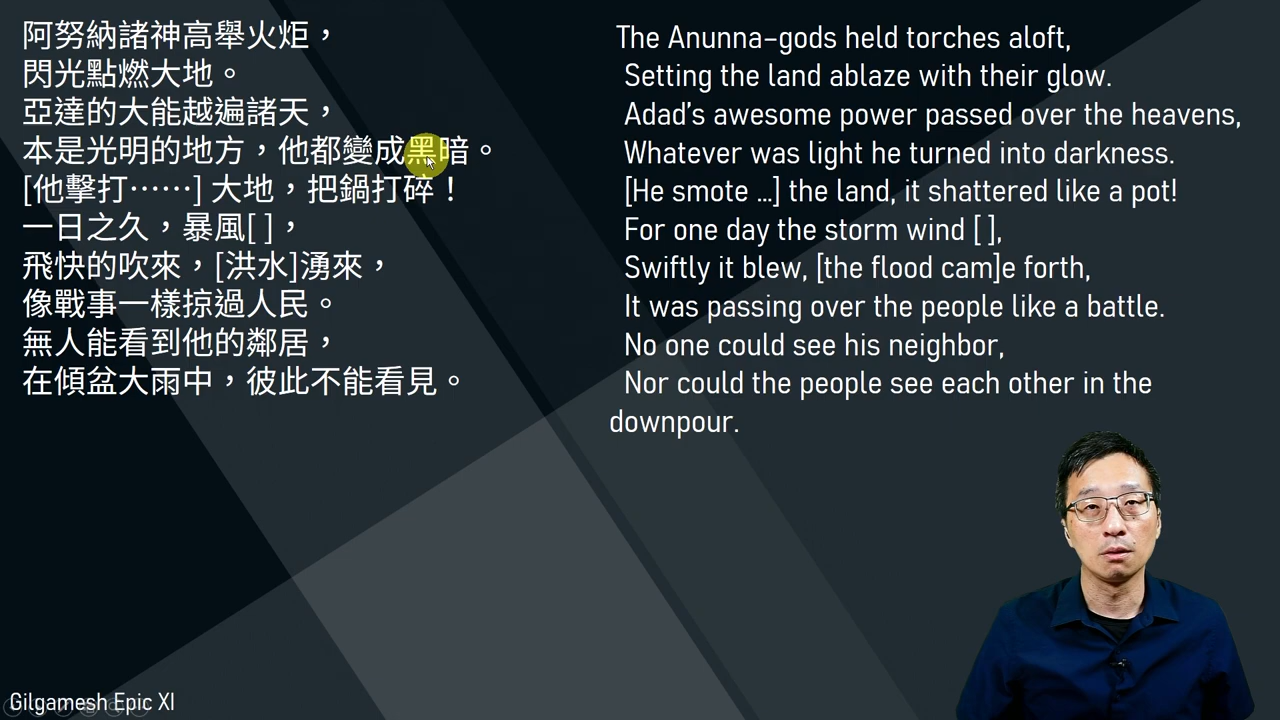 阿努納諸神高舉火炬，
閃光點燃大地。
亞達的大能越遍諸天，
本是光明的地方，他都變成黑暗。
[他擊打⋯⋯] 大地，把鍋打碎！
一日之久，暴風[ ]，
飛快的吹來，[洪水]湧來，
像戰事一樣掠過人民。
無人能看到他的鄰居，
在傾盆大雨中，彼此不能看見。
The Anunna-gods held torches aloft,
Setting the land ablaze with their glow.
Adad's awesome power passed over the heavens,
Whatever was light he turned into darkness.
[He smote ...] the land, it shattered like a pot!
For one day the storm wind [ ],
Swiftly it blew, [the flood cam]e forth,
It was passing over the people like a battle.
No one could see his neighbor,
Nor could the people see each other in the
downpour.
Gilgamesh Epic XI